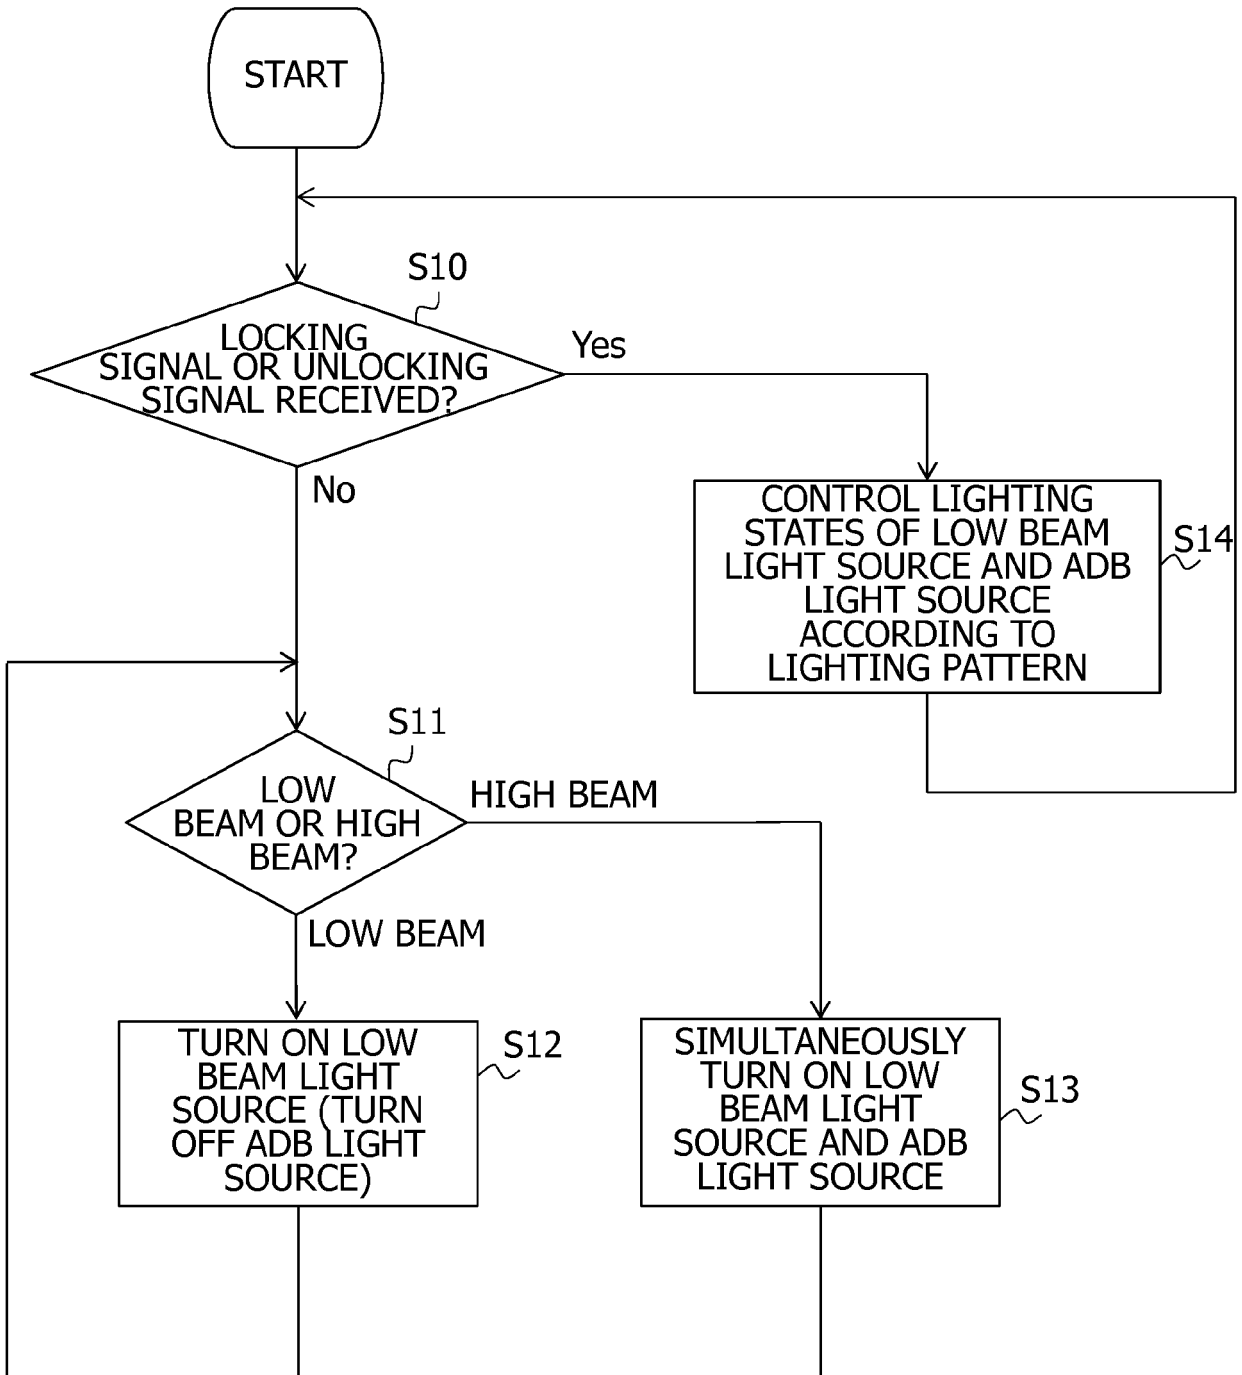 START
S10
LOCKING
SIGNAL OR UNLOCKING
SIGNAL RECEIVED?
Yes
No
CONTROL LIGHTING
STATES OF LOW BEAM
LIGHT SOURCE AND ADB
LIGHT SOURCE
ACCORDING TO
LIGHTING PATTERN
S14
S11
LOW
BEAM OR HIGH
BEAM?
HIGH BEAM
LOW BEAM
TURN ON LOW
BEAM LIGHT
SOURCE (TURN
OFF ADB LIGHT
SOURCE)
S12
SIMULTANEOUSLY
TURN ON LOW
BEAM LIGHT
SOURCE AND ADB
LIGHT SOURCE
S13